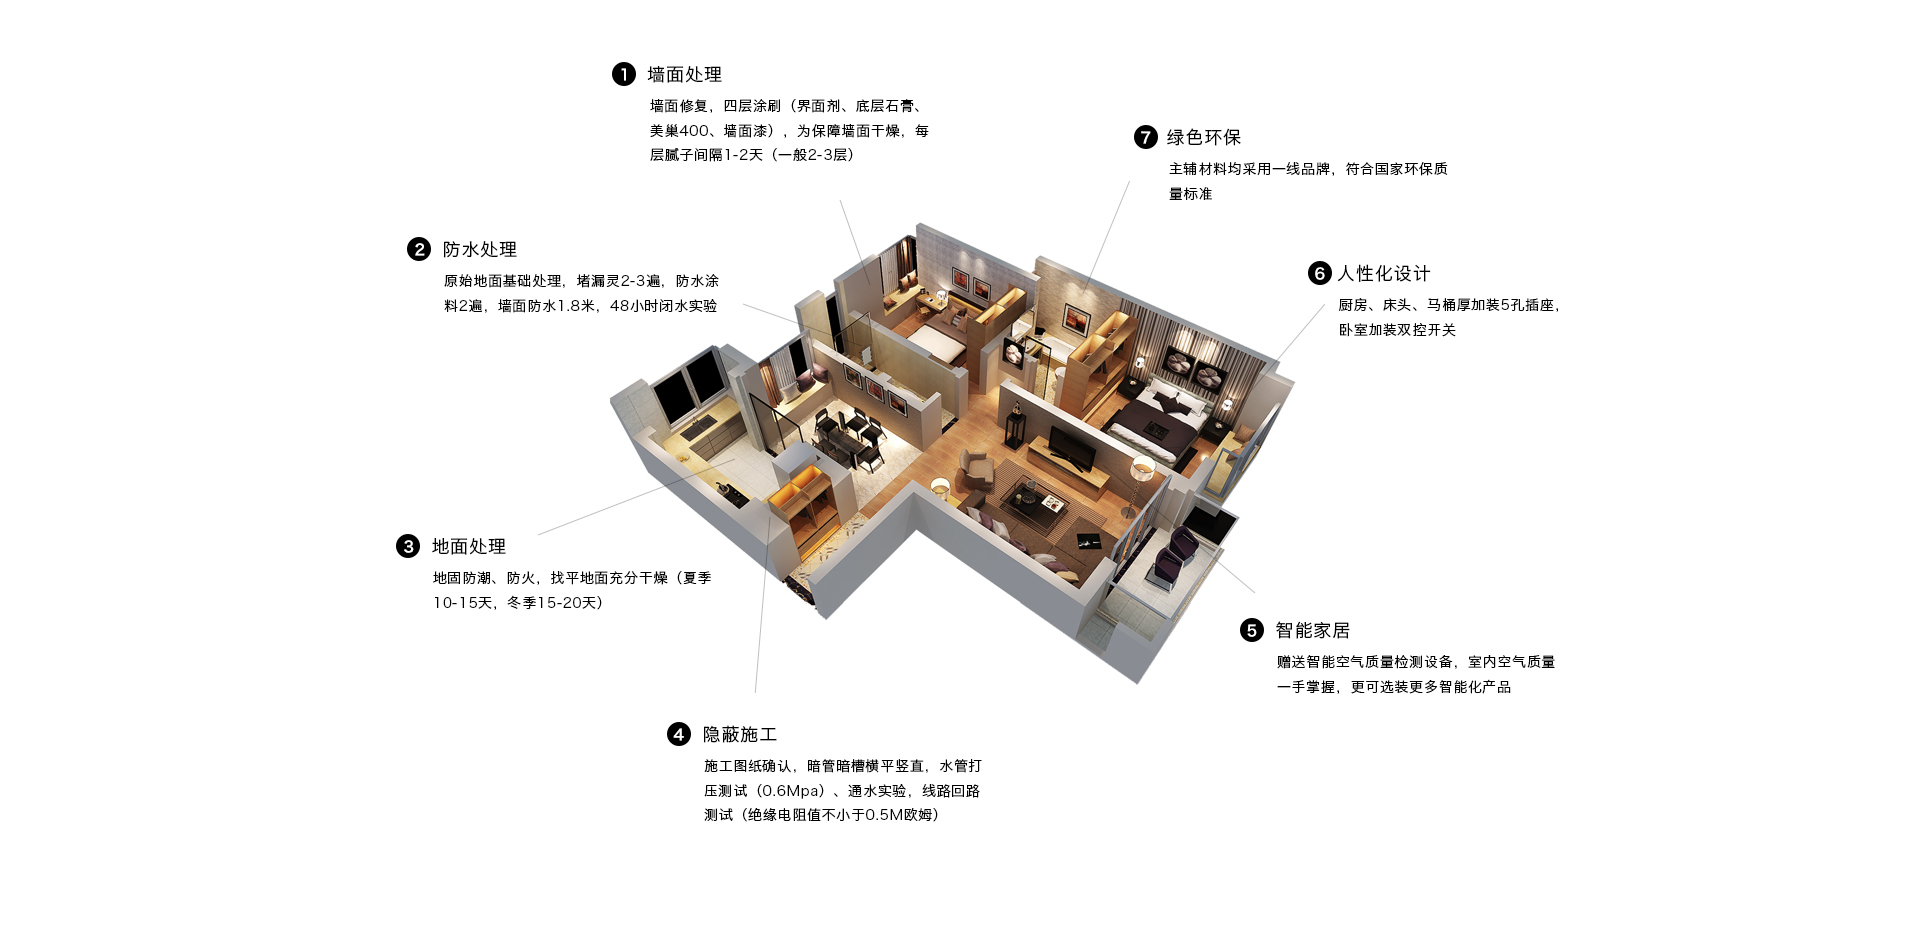 1 墙面处理
墙面修复，四层涂刷（界面剂、底层石膏、
美巢400、墙面漆），为保障墙面干燥，每
层腻子间隔1-2天（一般2-3层）
2 防水处理
原始地面基础处理，堵漏灵2-3遍，防水涂
料2遍，墙面防水1.8米，48小时闭水实验
3 地面处理
地固防潮、防火，找平地面充分干燥（夏季
10-15天，冬季15-20天）
4 隐蔽施工
施工图纸确认，暗管暗槽横平竖直，水管打
压测试（0.6Mpa）、通水实验，线路回路
测试（绝缘电阻值不小于0.5M欧姆）
5 智能家居
赠送智能空气质量检测设备，室内空气质量
一手掌握，更可选装更多智能化产品
6 人性化设计
厨房、床头、马桶厚加装5孔插座，
卧室加装双控开关
7 绿色环保
主辅材料均采用一线品牌，符合国家环保质
量标准